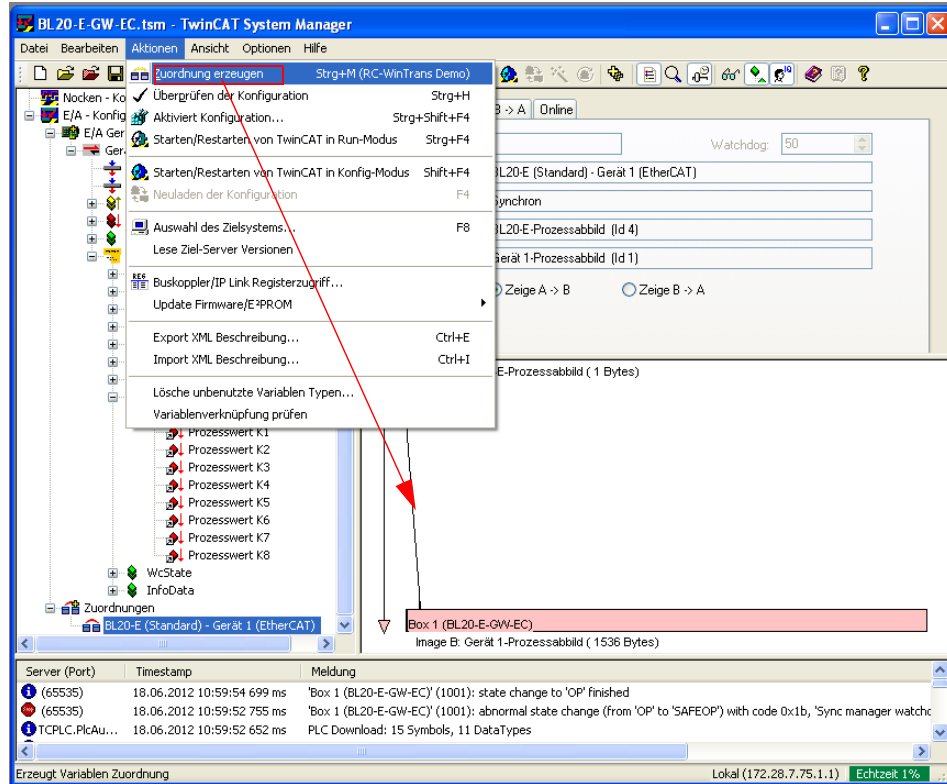 BL20-E-GW-EC.tsm - TwinCAT System Manager
Datei Bearbeiten Aktionen Ansicht Optionen Hilfe
Zuordnung erzeugen Strg+M (RC-WinTrans Demo)
Überprüfen der Konfiguration Strg+H
Aktiviert Konfiguration... Strg+Shift+F4
Starten/Restarten von TwinCAT in Run-Modus Strg+F4
Starten/Restarten von TwinCAT in Konfig-Modus Shift+F4
Neuladen der Konfiguration F4
Auswahl des Zielsystems... F8
Lese Ziel-Server Versionen
Buskoppler/IP Link Registerzugriff...
Update Firmware/E²PROM
Export XML Beschreibung... Ctrl+E
Import XML Beschreibung... Ctrl+I
Lösche unbenutzte Variablen Typen...
Variablenverknüpfung prüfen
Nocken - Ko
E/A - Konfig
E/A Ger
Ger
Prozesswert K1
Prozesswert K2
Prozesswert K3
Prozesswert K4
Prozesswert K5
Prozesswert K6
Prozesswert K7
Prozesswert K8
WcState
InfoData
Zuordnungen
BL20-E (Standard) - Gerät 1 (EtherCAT)
B -> A Online
Watchdog: 50
BL20-E (Standard) - Gerät 1 (EtherCAT)
Synchron
BL20-E-Prozessabbild (Id 4)
Gerät 1-Prozessabbild (Id 1)
Zeige A -> B Zeige B -> A
E-Prozessabbild ( 1 Bytes)
Box 1 (BL20-E-GW-EC)
Image B: Gerät 1-Prozessabbild ( 1536 Bytes)
Server (Port) Timestamp Meldung
(65535) 18.06.2012 10:59:54 699 ms 'Box 1 (BL20-E-GW-EC)' (1001): state change to 'OP' finished
(65535) 18.06.2012 10:59:52 755 ms 'Box 1 (BL20-E-GW-EC)' (1001): abnormal state change (from 'OP' to 'SAFEOP') with code 0x1b, 'Sync manager watchd
TCPLC.PlcAu... 18.06.2012 10:59:52 652 ms PLC Download: 15 Symbols, 11 DataTypes
Erzeugt Variablen Zuordnung Lokal (172.28.7.75.1.1) Echtzeit 1%